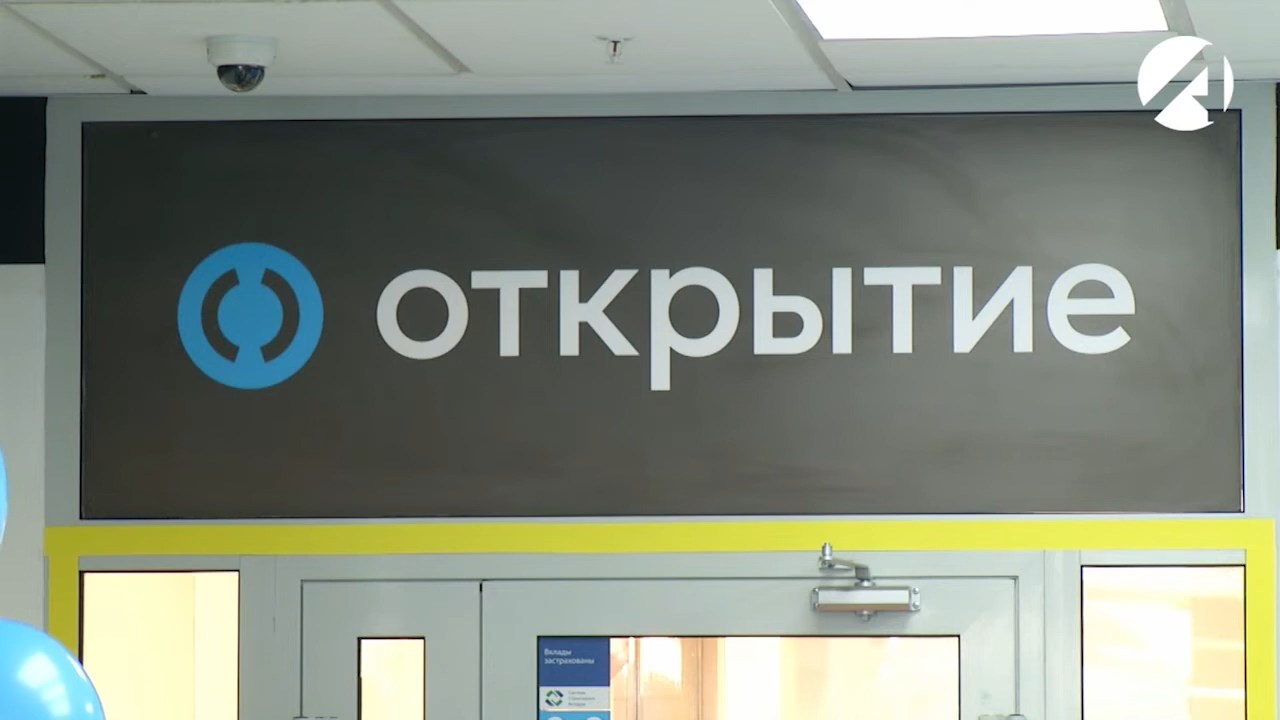 открытие
Вклады
застрахованы